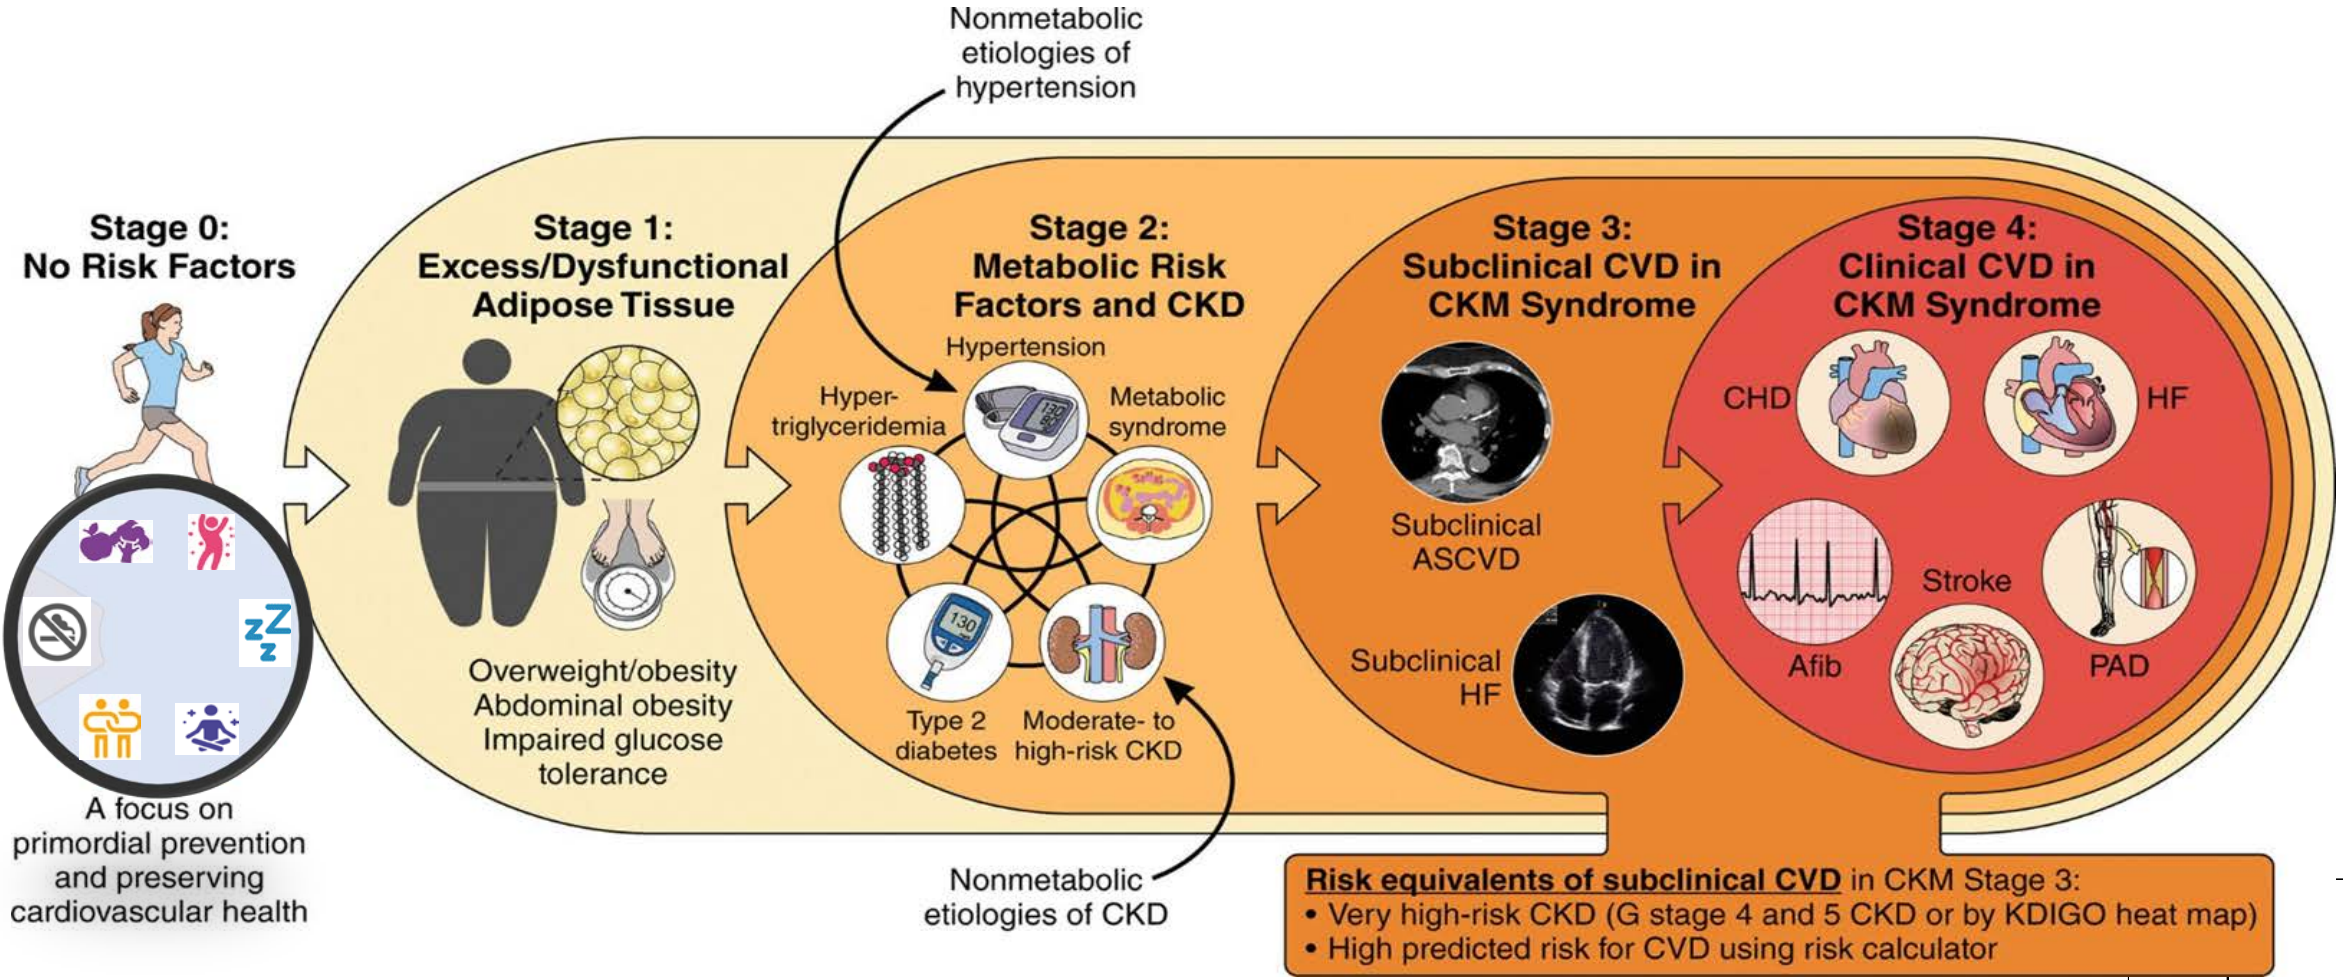 Nonmetabolic
etiologies of
hypertension
Stage 0:
No Risk Factors
A focus on
primordial prevention
and preserving
cardiovascular health
Stage 1:
Excess/Dysfunctional
Adipose Tissue
Overweight/obesity
Abdominal obesity
Impaired glucose
tolerance
Stage 2:
Metabolic Risk
Factors and CKD
Hypertension
Hyper-
triglyceridemia
Metabolic
syndrome
130
130
Type 2
diabetes
Moderate- to
high-risk CKD
Nonmetabolic
etiologies of CKD
Stage 3:
Subclinical CVD in
CKM Syndrome
Subclinical
ASCVD
Subclinical
HF
Stage 4:
Clinical CVD in
CKM Syndrome
CHD
HF
Afib
Stroke
PAD
zZ
z
Risk equivalents of subclinical CVD in CKM Stage 3:
• Very high-risk CKD (G stage 4 and 5 CKD or by KDIGO heat map)
• High predicted risk for CVD using risk calculator